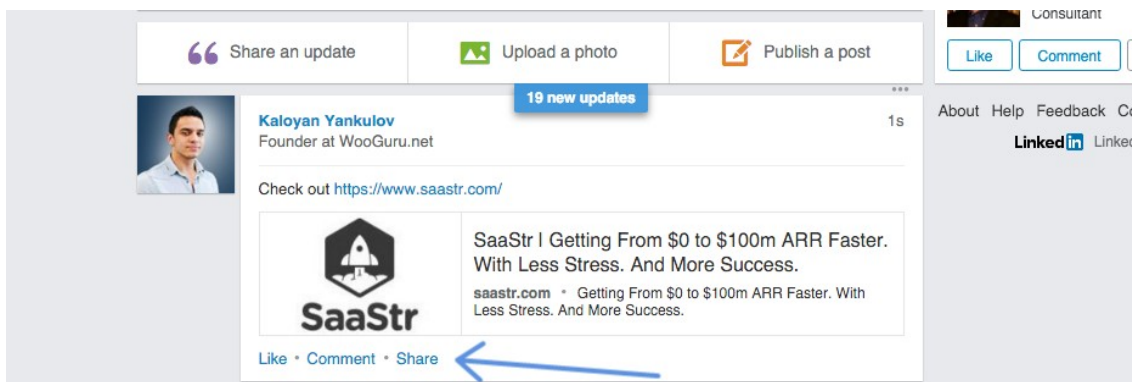 Consultant
Share an update
Upload a photo
Publish a post
Like
Comment
19 new updates
Kaloyan Yankulov
1s
Founder at WooGuru.net
About Help Feedback
Linked in
Check out https://www.saastr.com/
SaaStr | Getting From $0 to $100m ARR Faster.
With Less Stress. And More Success.
saastr.com • Getting From $0 to $100m ARR Faster. With
Less Stress. And More Success.
SaaStr
Like • Comment • Share